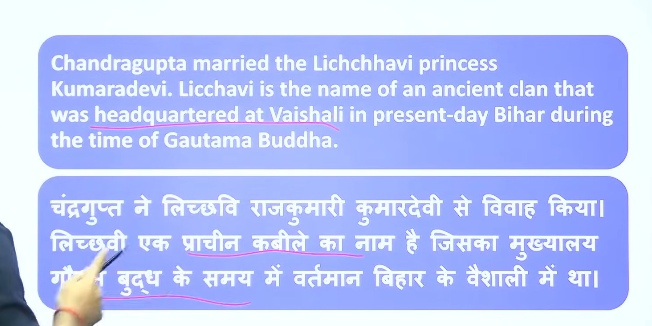 Chandragupta married the Lichchhavi princess
Kumaradevi. Licchavi is the name of an ancient clan that
was headquartered at Vaishali in present-day Bihar during
the time of Gautama Buddha.
चंद्रगुप्त ने लिच्छवि राजकुमारी कुमारदेवी से विवाह किया।
लिच्छवी एक प्राचीन कबीले का नाम है जिसका मुख्यालय
बुद्ध के समय में वर्तमान बिहार के वैशाली में था।